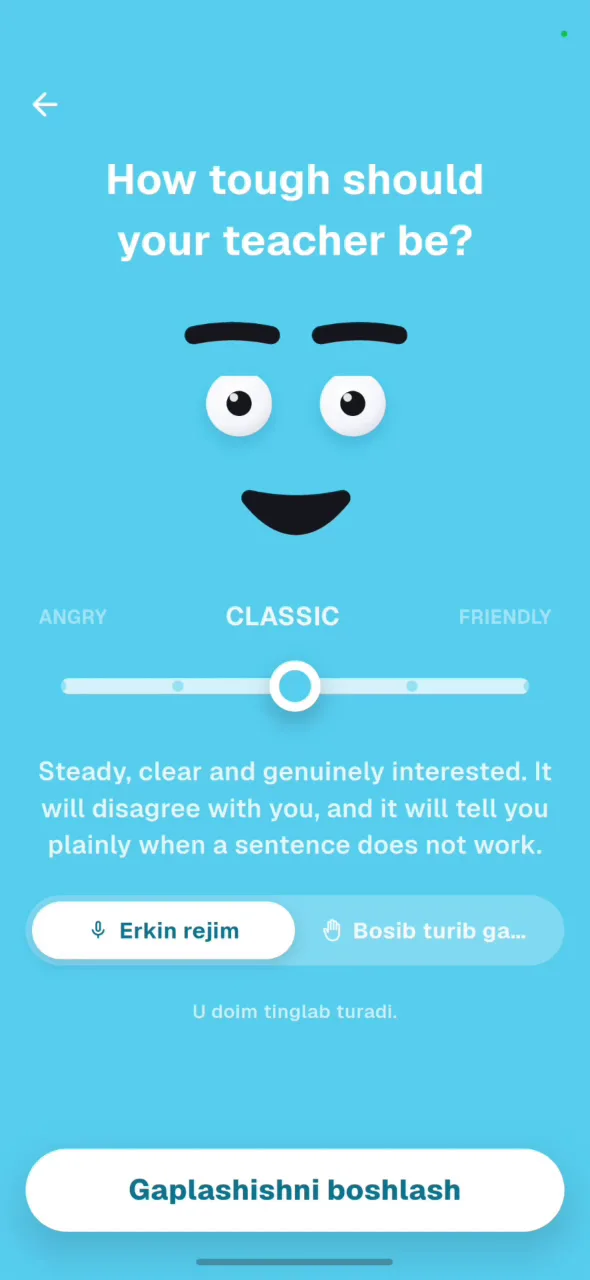 How tough should
your teacher be?
ANGRY CLASSIC FRIENDLY
Steady, clear and genuinely interested. It
will disagree with you, and it will tell you
plainly when a sentence does not work.
Erkin rejim Bosib turib ga...
U doim tinglab turadi.
Gaplashishni boshlash